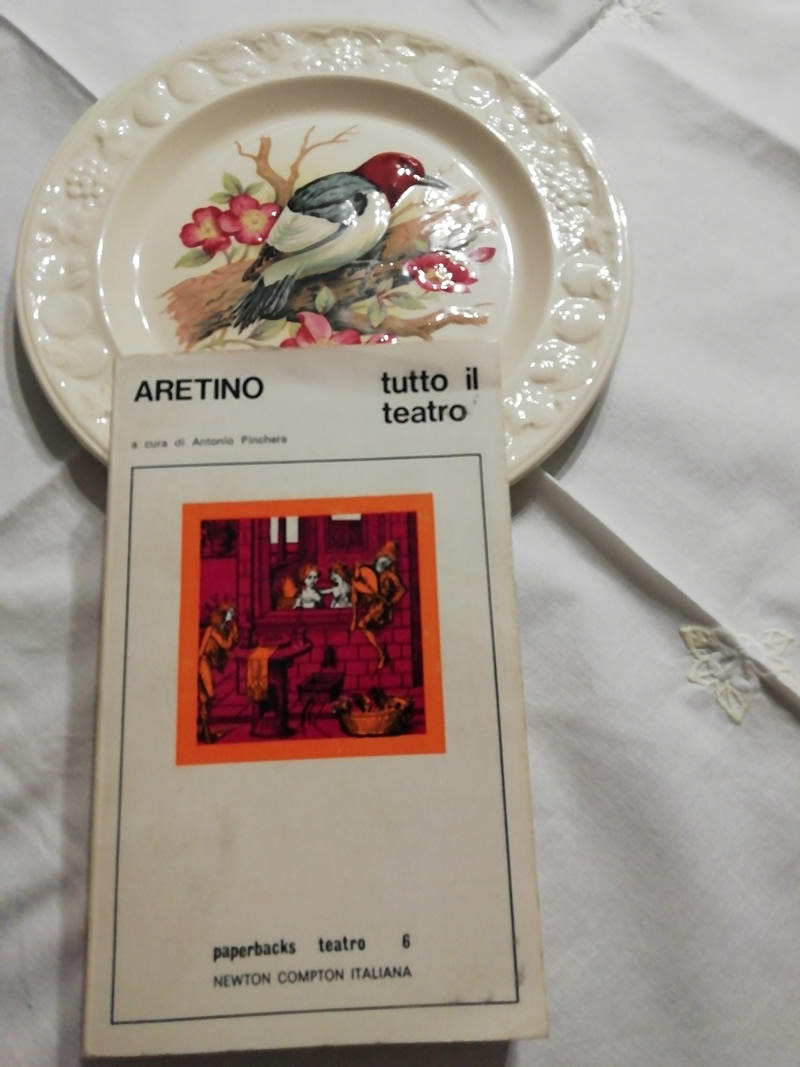 ARETINO
tutto il
teatro
a cura di Antonio Pinchera
paperbacks teatro 6
NEWTON COMPTON ITALIANA